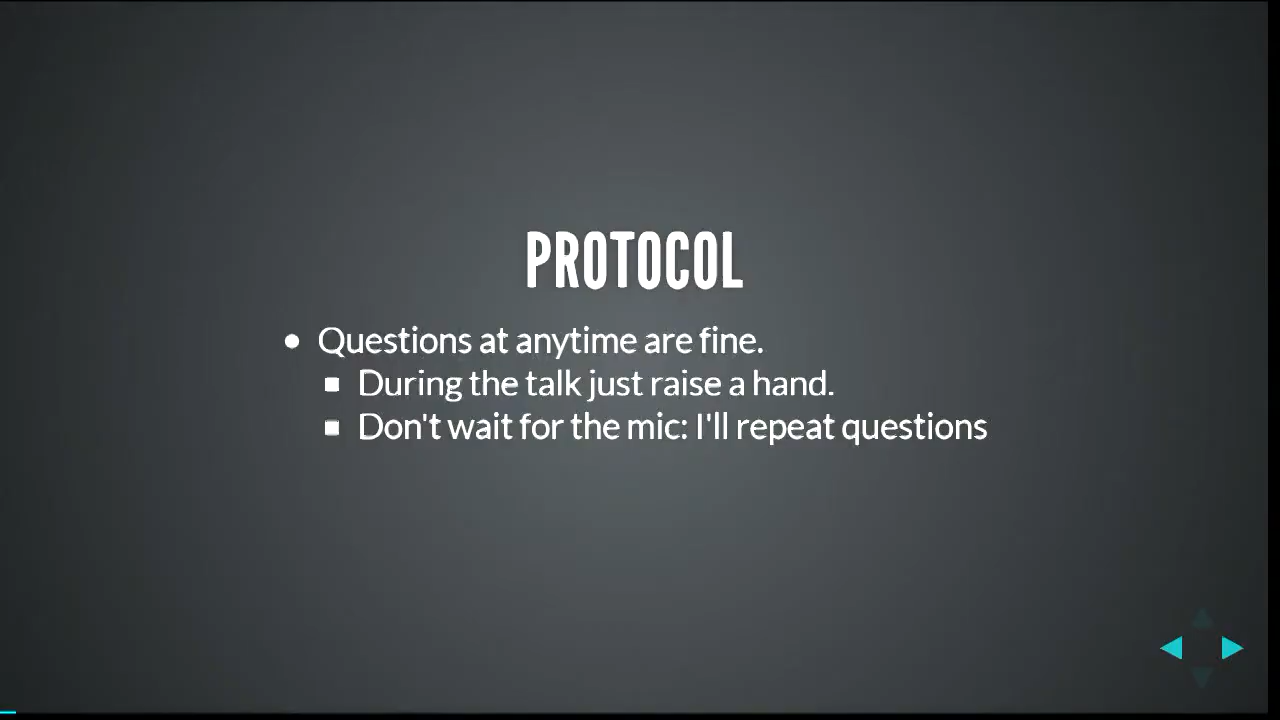 PROTOCOL
Questions at anytime are fine.
During the talk just raise a hand.
Don't wait for the mic: I'll repeat questions